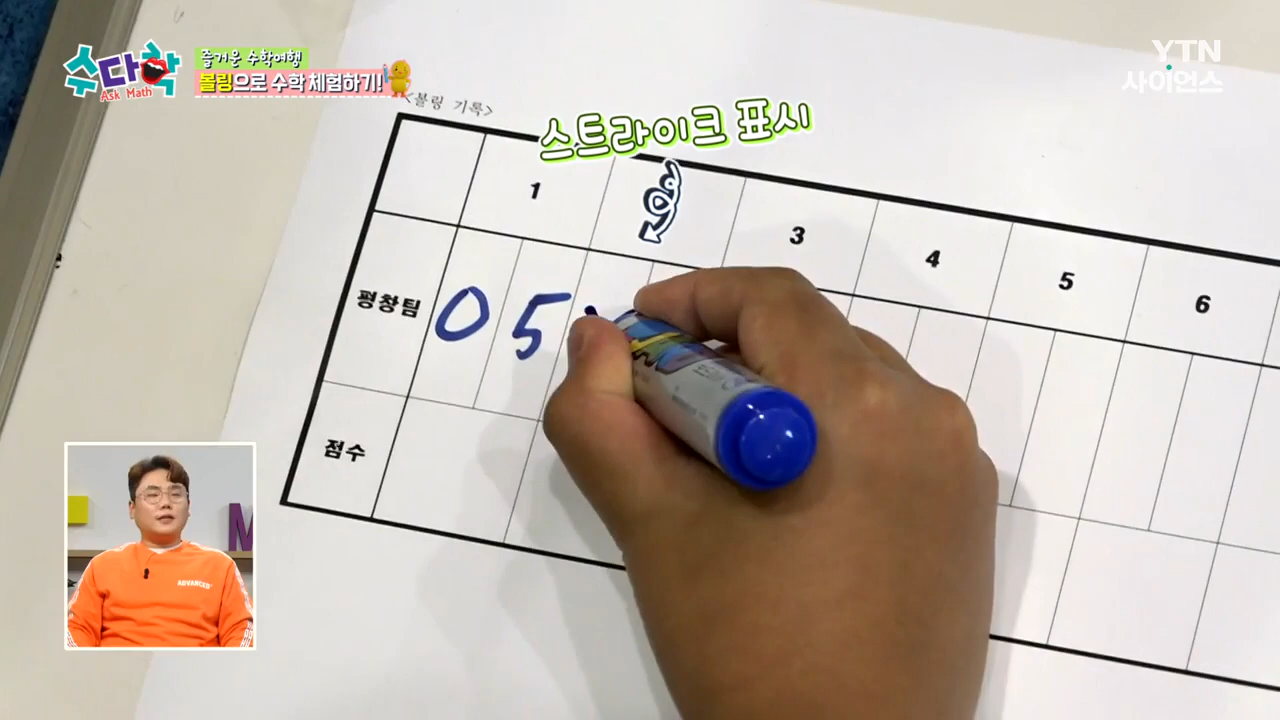 수다학
Ask Math
즐거운 수학여행
볼링으로 수학 체험하기!
YTN
사이언스
<볼링 기록>
스트라이크 표시
1
3
4
5
6
평창팀
0 5
점수
ADVANCED
M